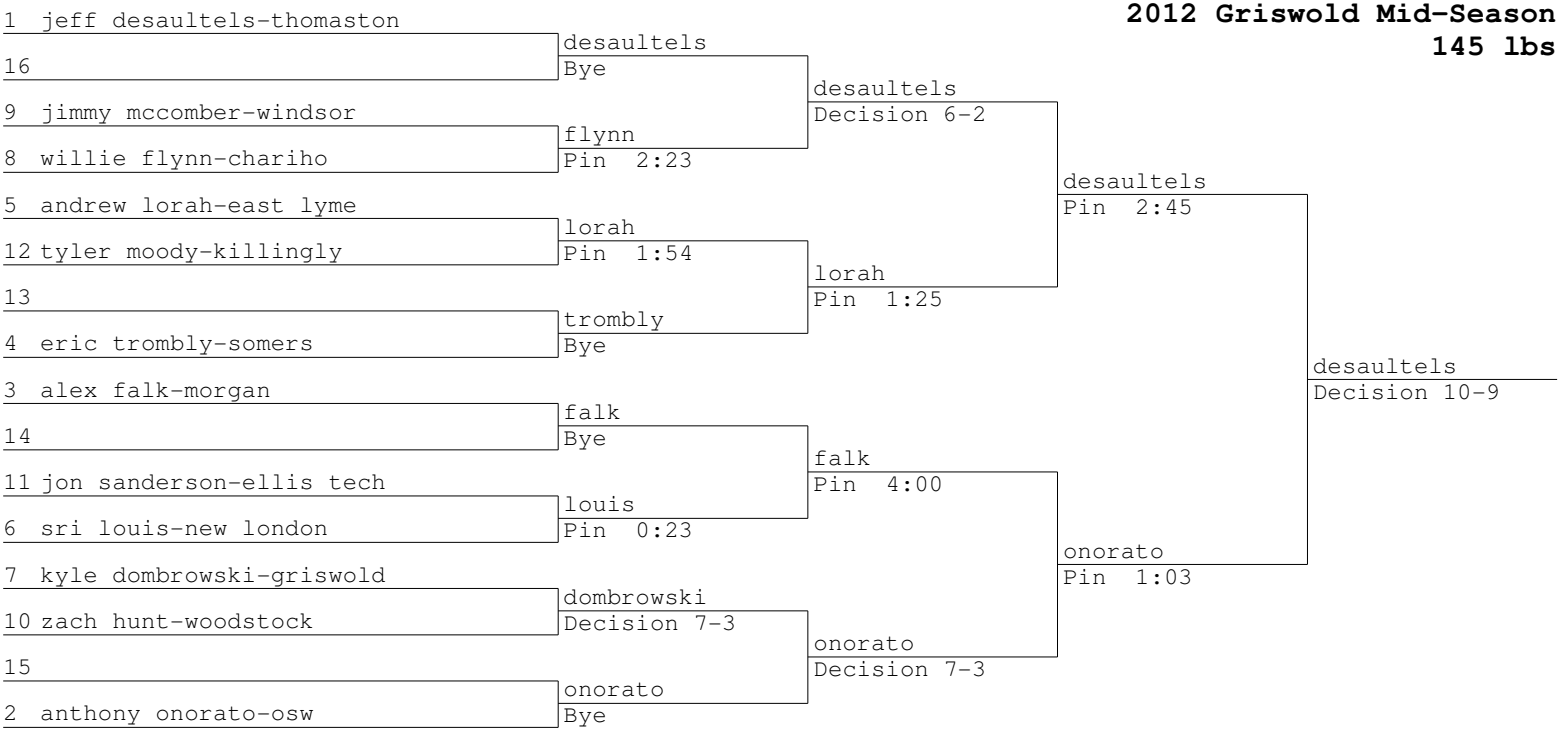 2012 Griswold Mid-Season
145 lbs
1 jeff desaultels-thomaston
16
9 jimmy mccomber-windsor
8 willie flynn-chariho
5 andrew lorah-east lyme
12 tyler moody-killingly
13
4 eric trombly-somers
3 alex falk-morgan
14
11 jon sanderson-ellis tech
6 sri louis-new london
7 kyle dombrowski-griswold
10 zach hunt-woodstock
15
2 anthony onorato-osw
desaultels
Bye
flynn
Pin 2:23
lorah
Pin 1:54
trombly
Bye
falk
Bye
louis
Pin 0:23
dombrowski
Decision 7-3
onorato
Bye
desaultels
Decision 6-2
lorah
Pin 1:25
falk
Pin 4:00
onorato
Decision 7-3
desaultels
Pin 2:45
onorato
Pin 1:03
desaultels
Decision 10-9